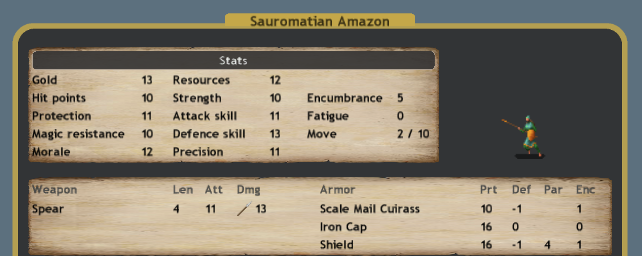 Sauromatian Amazon
Stats
Gold 13 Resources 12
Hit points 10 Strength 10 Encumbrance 5
Protection 11 Attack skill 11 Fatigue 0
Magic resistance 10 Defence skill 13 Move 2 / 10
Morale 12 Precision 11
Weapon Len Att Dmg Armor Prt Def Par Enc
Spear 4 11 13 Scale Mail Cuirass 10 -1 1
Iron Cap 16 0 0
Shield 16 -1 4 1